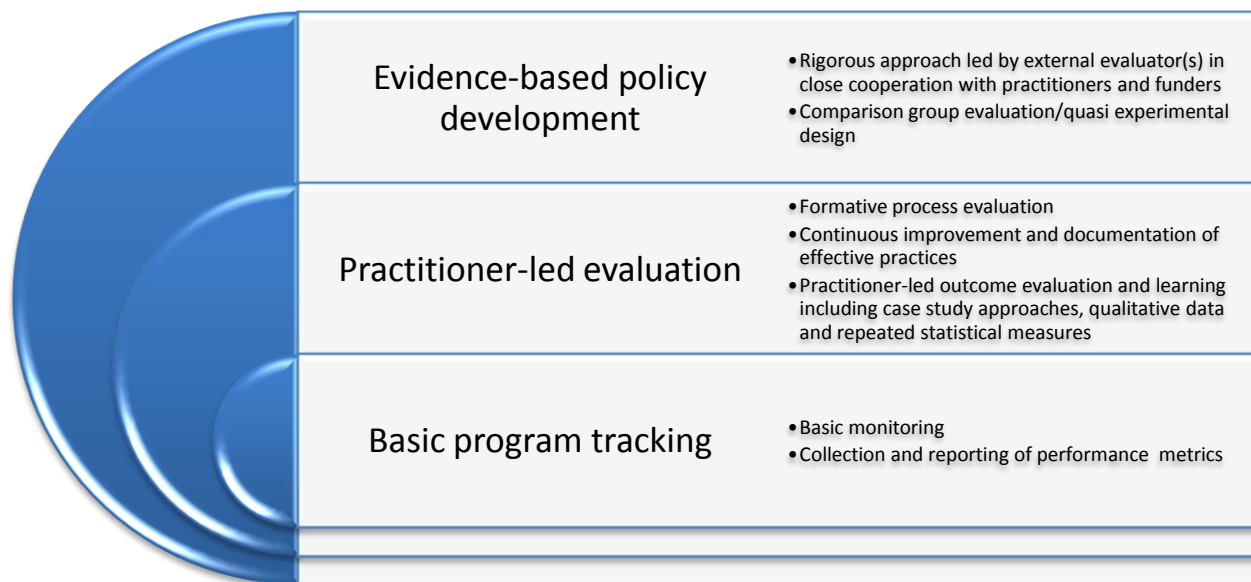 Evidence-based policy
development
•Rigorous approach led by external evaluator(s) in
close cooperation with practitioners and funders
•Comparison group evaluation/quasi experimental
design
Practitioner-led evaluation
•Formative process evaluation
•Continuous improvement and documentation of
effective practices
•Practitioner-led outcome evaluation and learning
including case study approaches, qualitative data
and repeated statistical measures
Basic program tracking
•Basic monitoring
•Collection and reporting of performance metrics